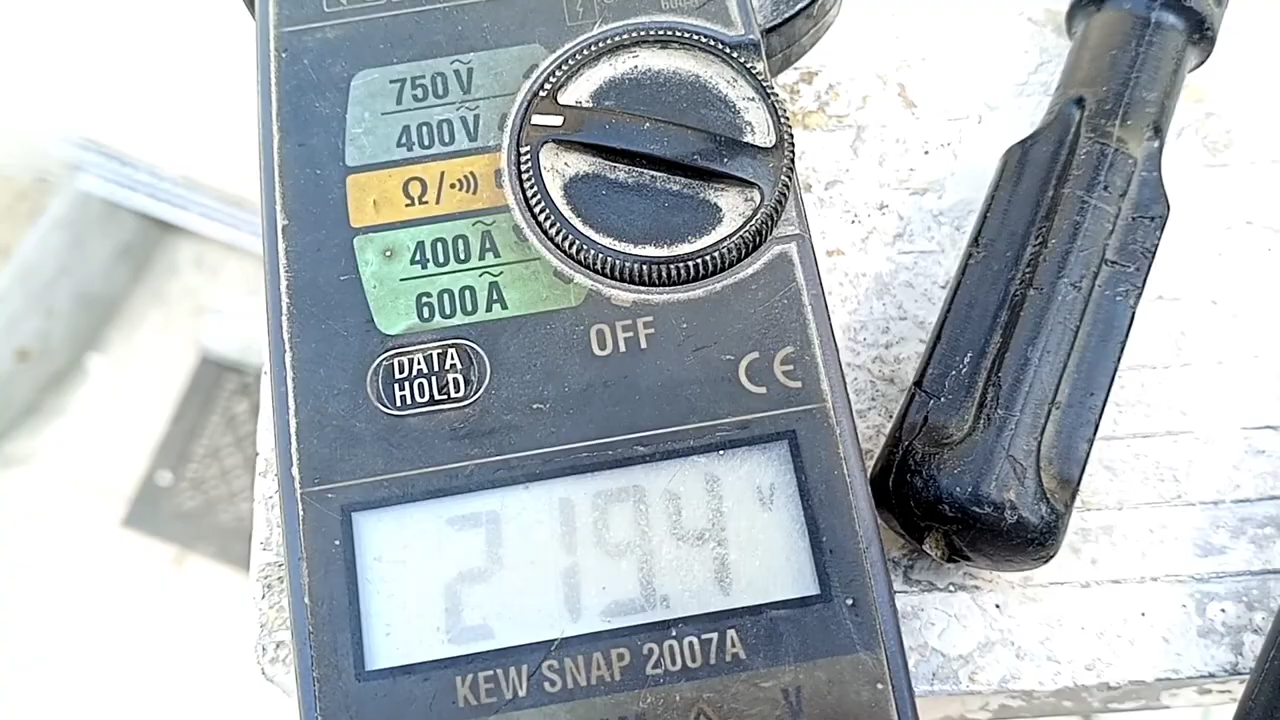 750V
400V
Ω/
400A
600A
OFF
DATA
HOLD
CE
219.4 V
KEW SNAP 2007A
V